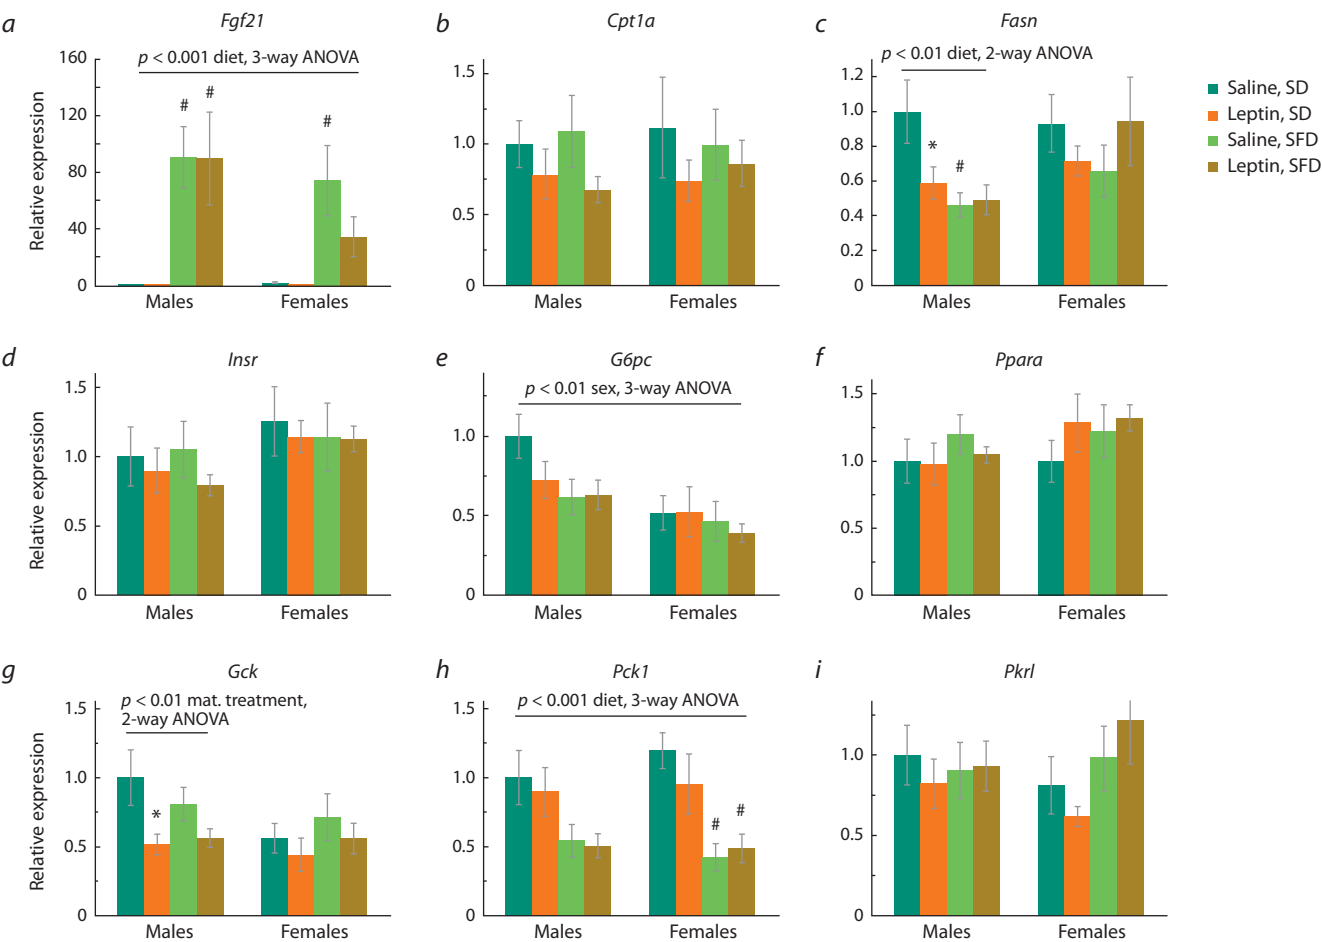 a
Fgf21
p < 0.001 diet, 3-way ANOVA
Relative expression
160
120
80
40
0
#
#
#
Males
Females
b
Cpt1a
1.5
1.0
0.5
0
Males
Females
c
Fasn
p < 0.01 diet, 2-way ANOVA
1.2
1.0
0.8
0.6
0.4
0.2
0
*
#
Males
Females
Saline, SD
Leptin, SD
Saline, SFD
Leptin, SFD
d
Insr
Relative expression
1.5
1.0
0.5
0
Males
Females
e
G6pc
p < 0.01 sex, 3-way ANOVA
1.0
0.5
0
Males
Females
f
Ppara
1.5
1.0
0.5
0
Males
Females
g
Gck
p < 0.01 mat. treatment,
2-way ANOVA
Relative expression
1.5
1.0
0.5
0
*
Males
Females
h
Pck1
p < 0.001 diet, 3-way ANOVA
1.5
1.0
0.5
0
#
#
Males
Females
i
Pkrl
1.0
0.5
0
Males
Females